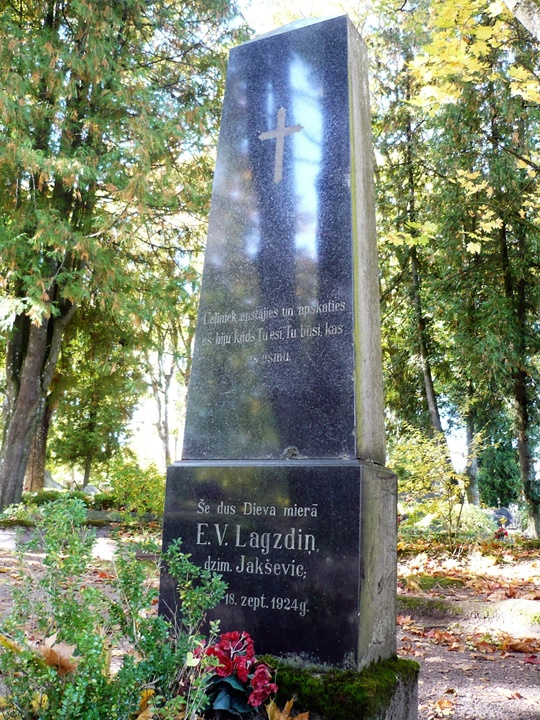 Ceļiniek apstājies un apskaties
es biju kāds Tu esi, Tu būsi, kas
es esmu.
Še dus Dieva mierā
E.V. Lagzdiņ,
dzim. Jakševic;
18. zept. 1924 g.